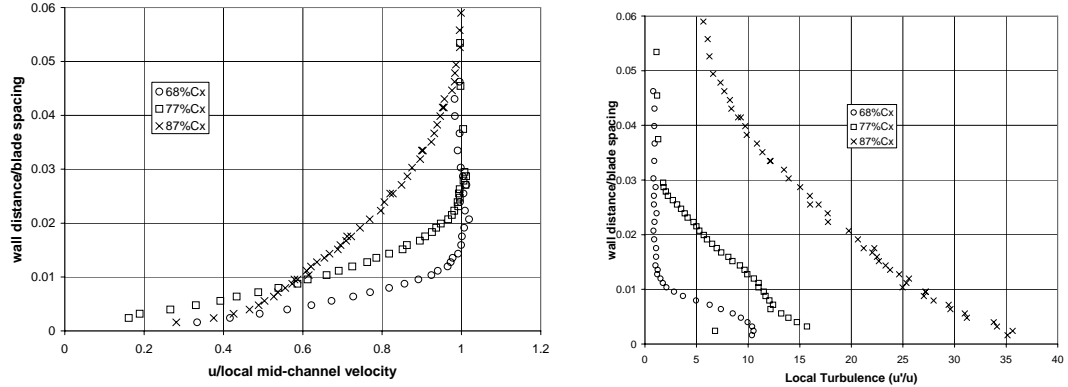 0.06
0.05
0.04
0.03
0.02
0.01
0
0 0.2 0.4 0.6 0.8 1 1.2
wall distance/blade spacing
u/local mid-channel velocity
68%Cx
77%Cx
87%Cx
0.06
0.05
0.04
0.03
0.02
0.01
0
0 5 10 15 20 25 30 35 40
wall distance/blade spacing
Local Turbulence (u'/u)
68%Cx
77%Cx
87%Cx